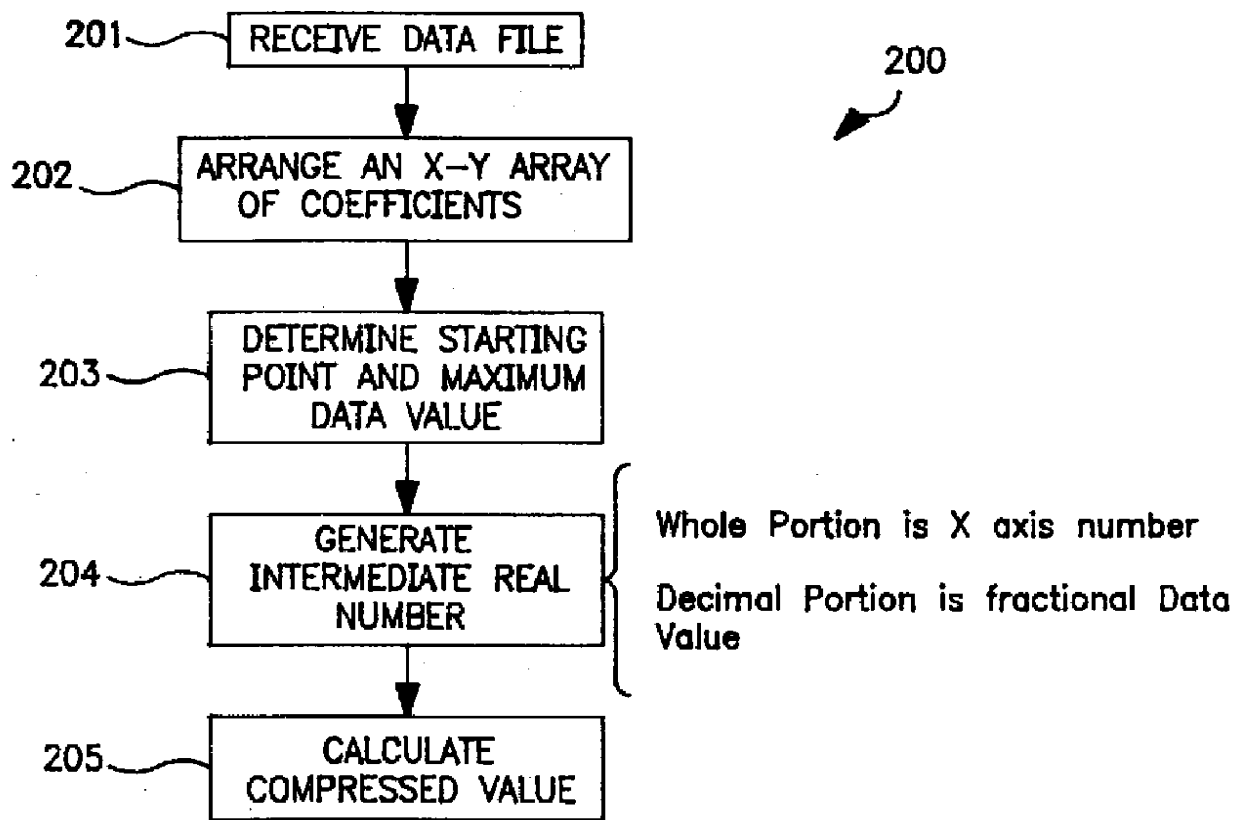 201
RECEIVE DATA FILE
200
202
ARRANGE AN X-Y ARRAY
OF COEFFICIENTS
203
DETERMINE STARTING
POINT AND MAXIMUM
DATA VALUE
204
GENERATE
INTERMEDIATE REAL
NUMBER
Whole Portion is X axis number
Decimal Portion is fractional Data
Value
205
CALCULATE
COMPRESSED VALUE